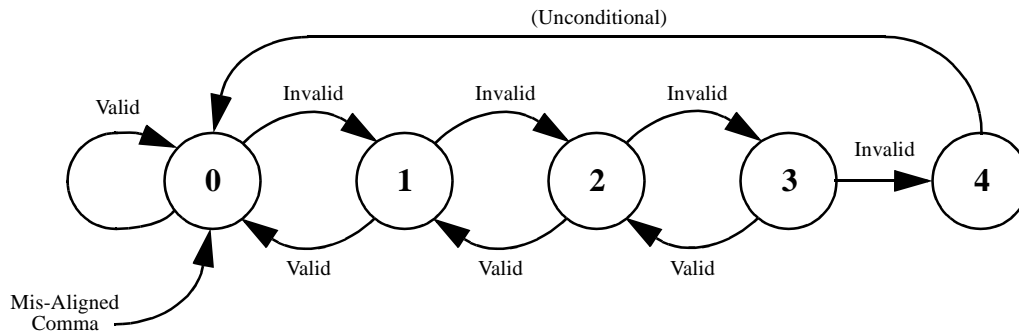 (Unconditional)
Valid
Invalid
Invalid
Invalid
Invalid
0
1
2
3
4
Valid
Valid
Valid
Mis-Aligned
Comma